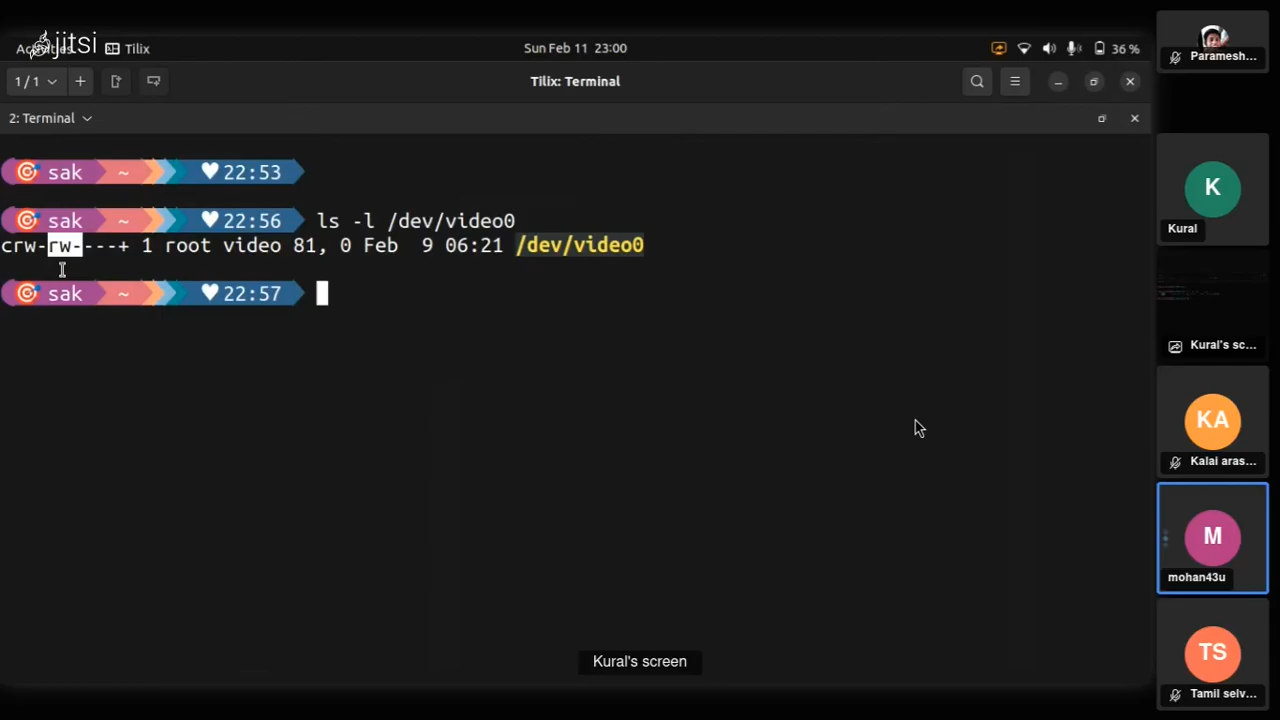 jitsi
Tilix
Sun Feb 11 23:00
36 %
1 / 1
Tilix: Terminal
2: Terminal
sak ~ 22:53
sak ~ 22:56 ls -l /dev/video0
crw-rw----+ 1 root video 81, 0 Feb  9 06:21 /dev/video0
sak ~ 22:57
Kural's screen
Paramesh...
K
Kural
Kural's sc...
KA
Kalai aras...
M
mohan43u
TS
Tamil selv...